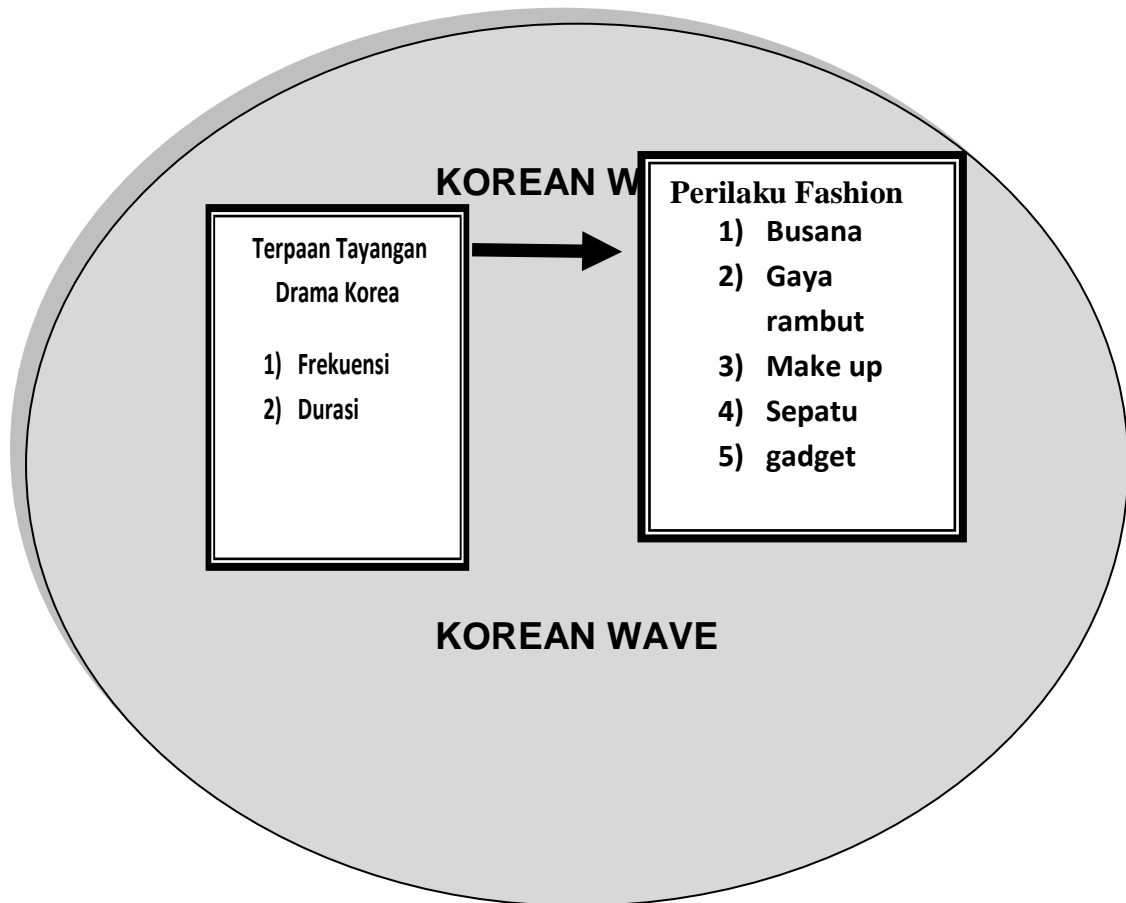 KOREAN W
Terpaan Tayangan
Drama Korea
1) Frekuensi
2) Durasi
Perilaku Fashion
1) Busana
2) Gaya
rambut
3) Make up
4) Sepatu
5) gadget
KOREAN WAVE